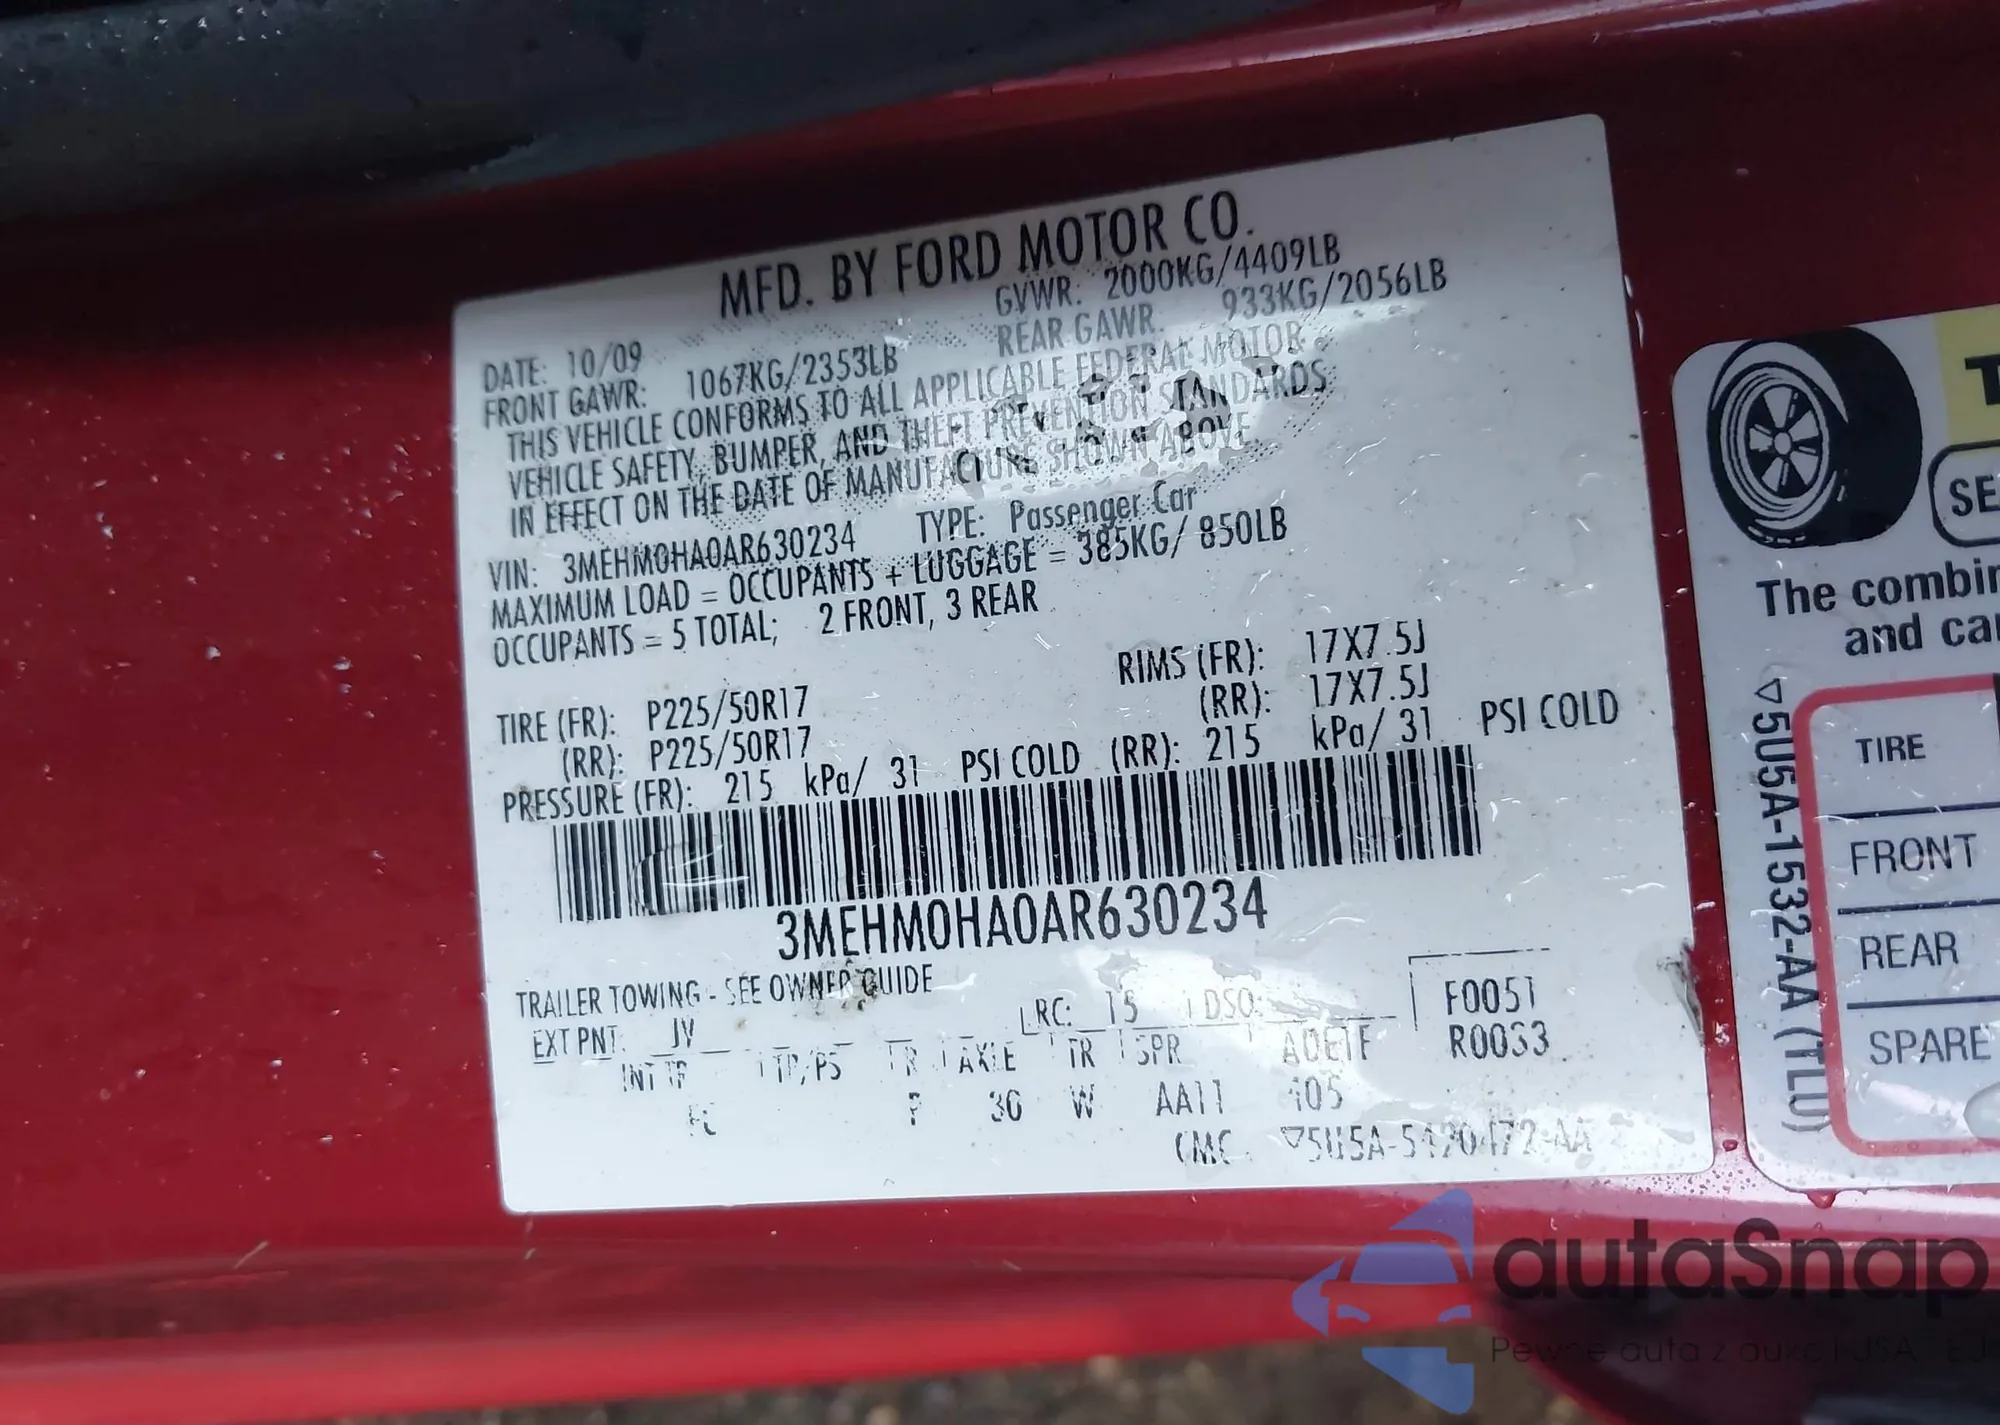 MFD. BY FORD MOTOR CO.
DATE: 10/09 GVWR: 2000KG/4409LB
FRONT GAWR: 1067KG/2353LB REAR GAWR: 933KG/2056LB
THIS VEHICLE CONFORMS TO ALL APPLICABLE FEDERAL MOTOR
VEHICLE SAFETY, BUMPER, AND THEFT PREVENTION STANDARDS
IN EFFECT ON THE DATE OF MANUFACTURE SHOWN ABOVE
VIN: 3MEHM0HA0AR630234 TYPE: Passenger Car
MAXIMUM LOAD = OCCUPANTS + LUGGAGE = 385KG/ 850LB
OCCUPANTS = 5 TOTAL; 2 FRONT, 3 REAR
TIRE (FR): P225/50R17 RIMS (FR): 17X7.5J
(RR): P225/50R17 (RR): 17X7.5J
PRESSURE (FR): 215 kPa/ 31 PSI COLD (RR): 215 kPa/ 31 PSI COLD
3MEHM0HA0AR630234
TRAILER TOWING - SEE OWNER GUIDE
EXT PNT: JV RC: 15 DSO: F0051
INT TR TP/PS R AXLE TR SPR R0033
P W AA11
The combin
and ca
▽5U5A-1532-AA (TLU)
TIRE
FRONT
REAR
SPARE
autaSnap